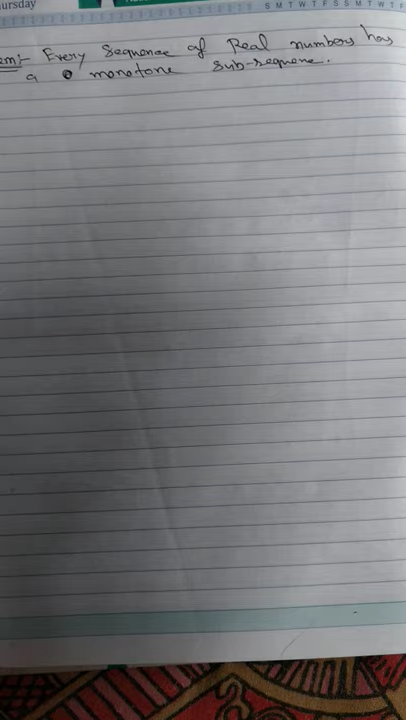 ursday
S M T W T F S S M T W T F
em:- Every Sequence of Real numbers has
a monotone sub-sequence.